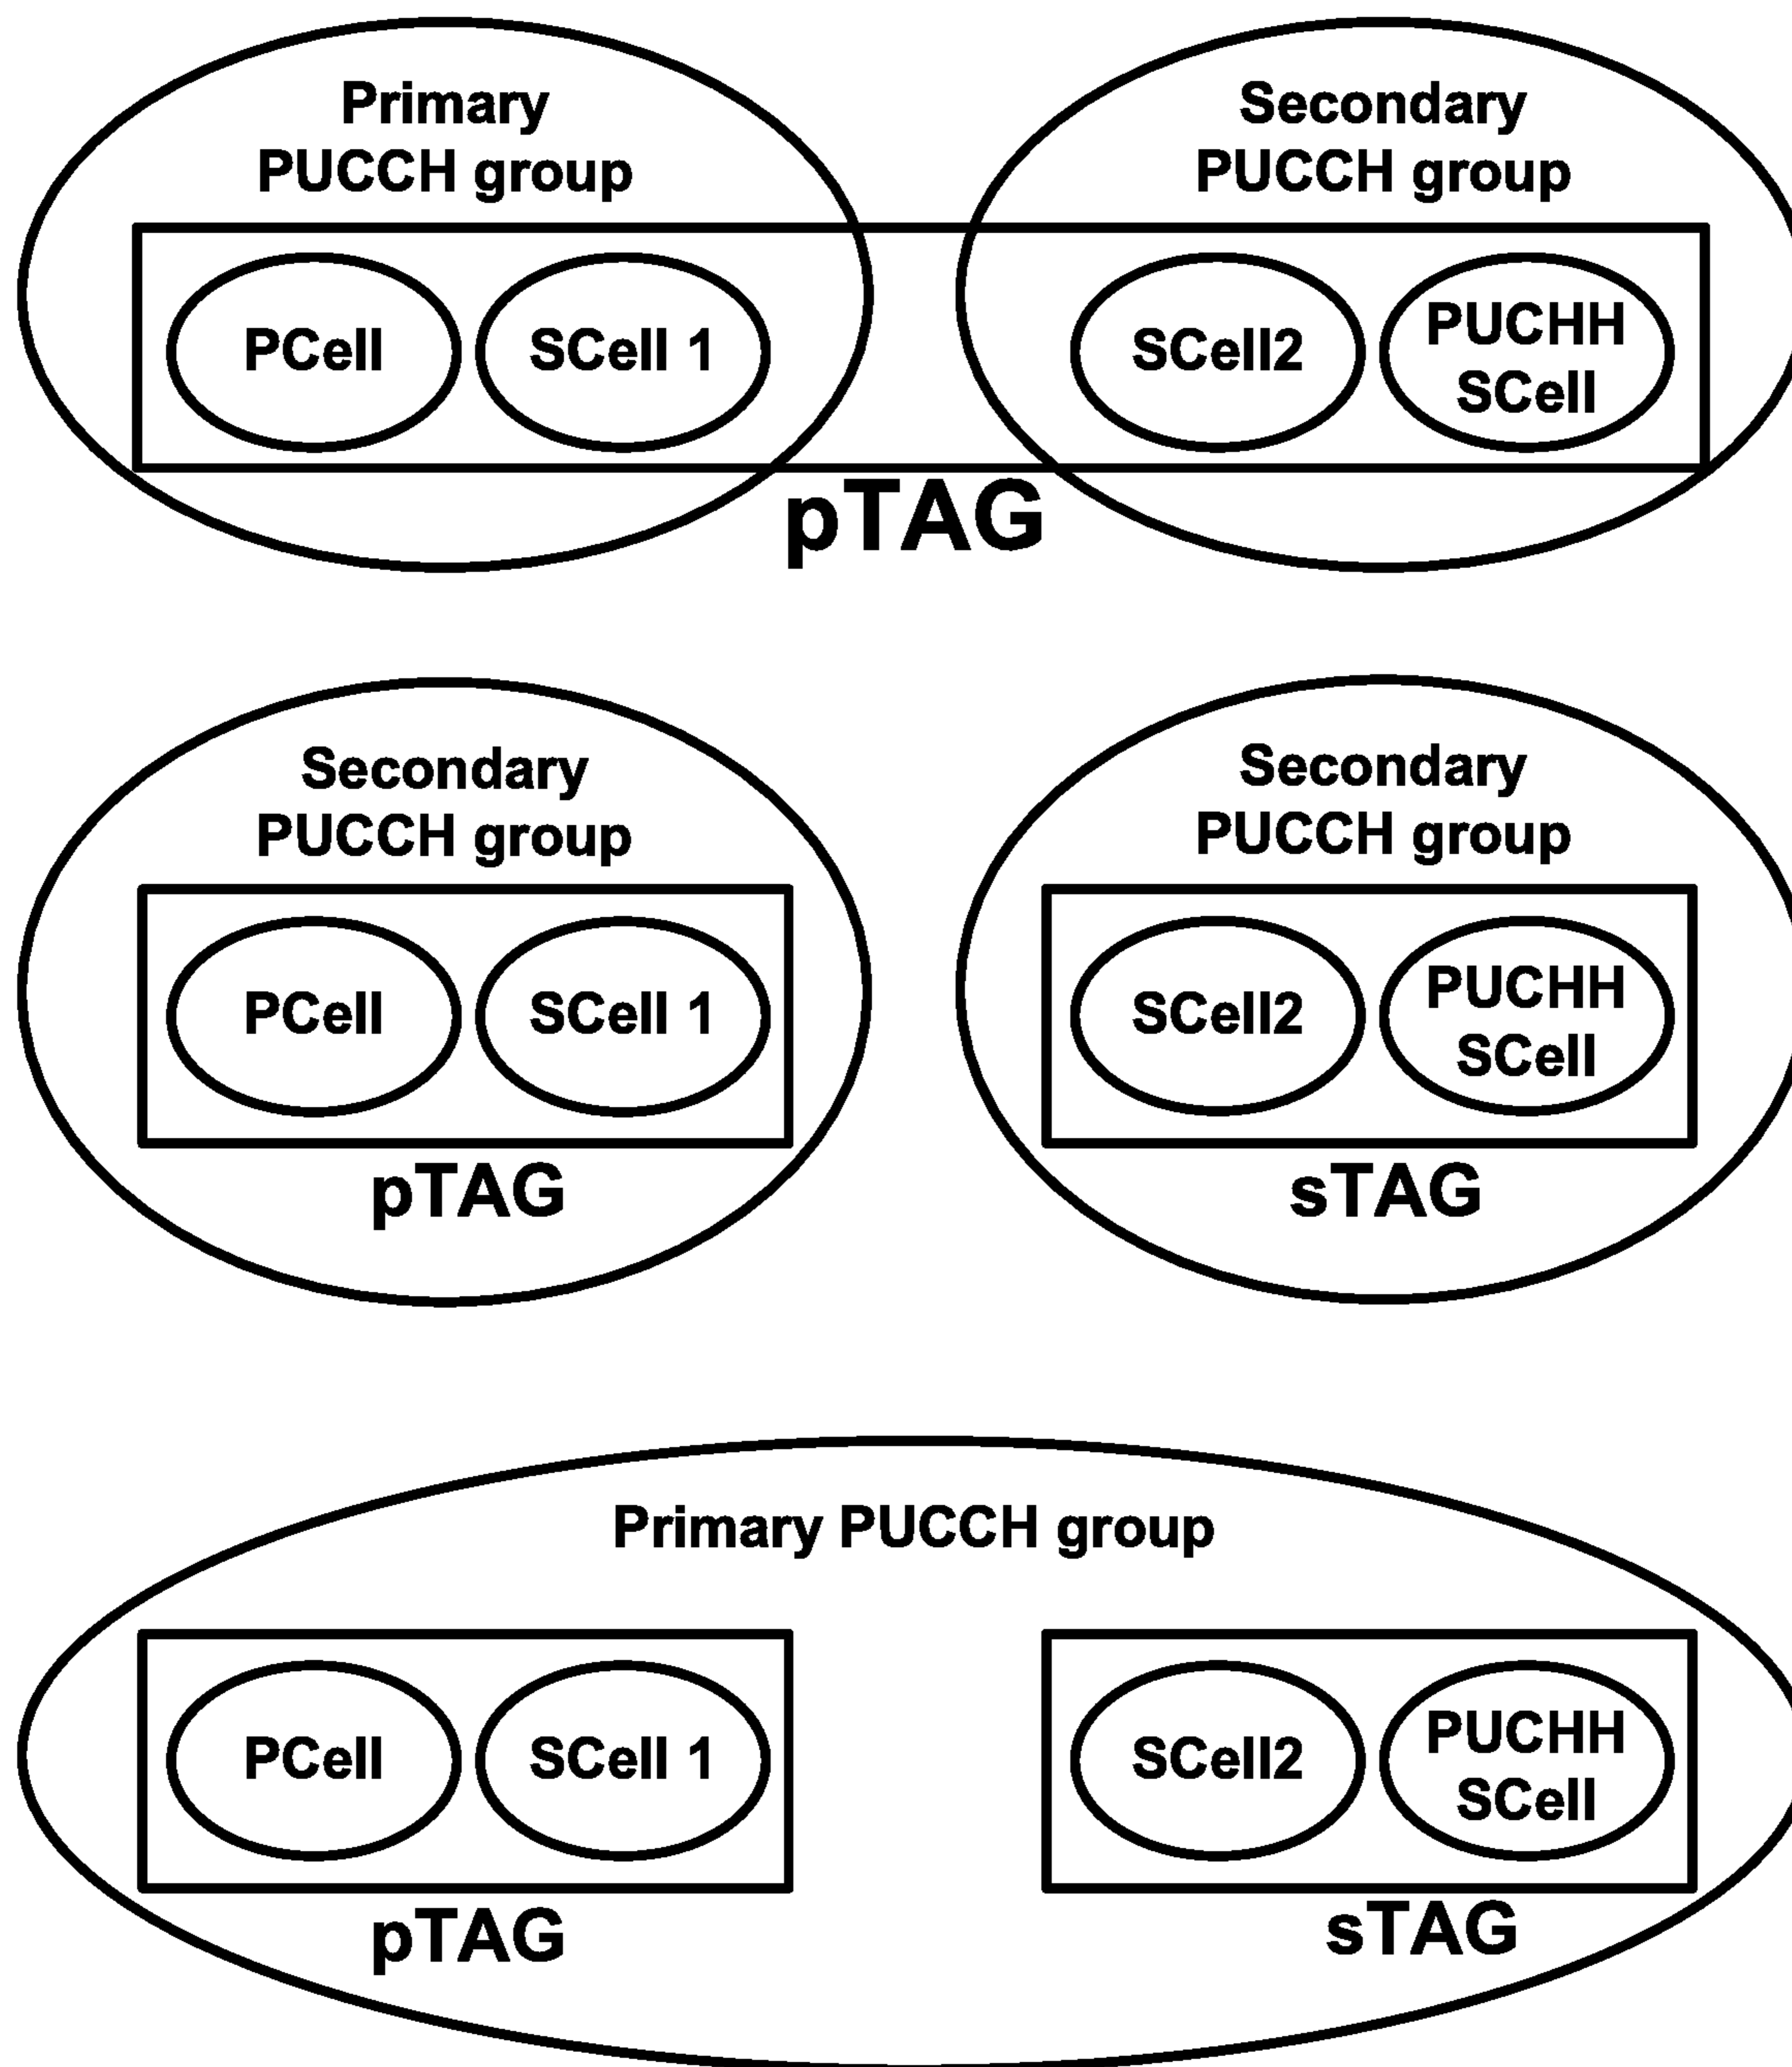 Primary
PUCCH group
Secondary
PUCCH group
PCell
SCell 1
SCell2
PUCHH
SCell
pTAG
Secondary
PUCCH group
Secondary
PUCCH group
PCell
SCell 1
SCell2
PUCHH
SCell
pTAG
sTAG
Primary PUCCH group
PCell
SCell 1
SCell2
PUCHH
SCell
pTAG
sTAG